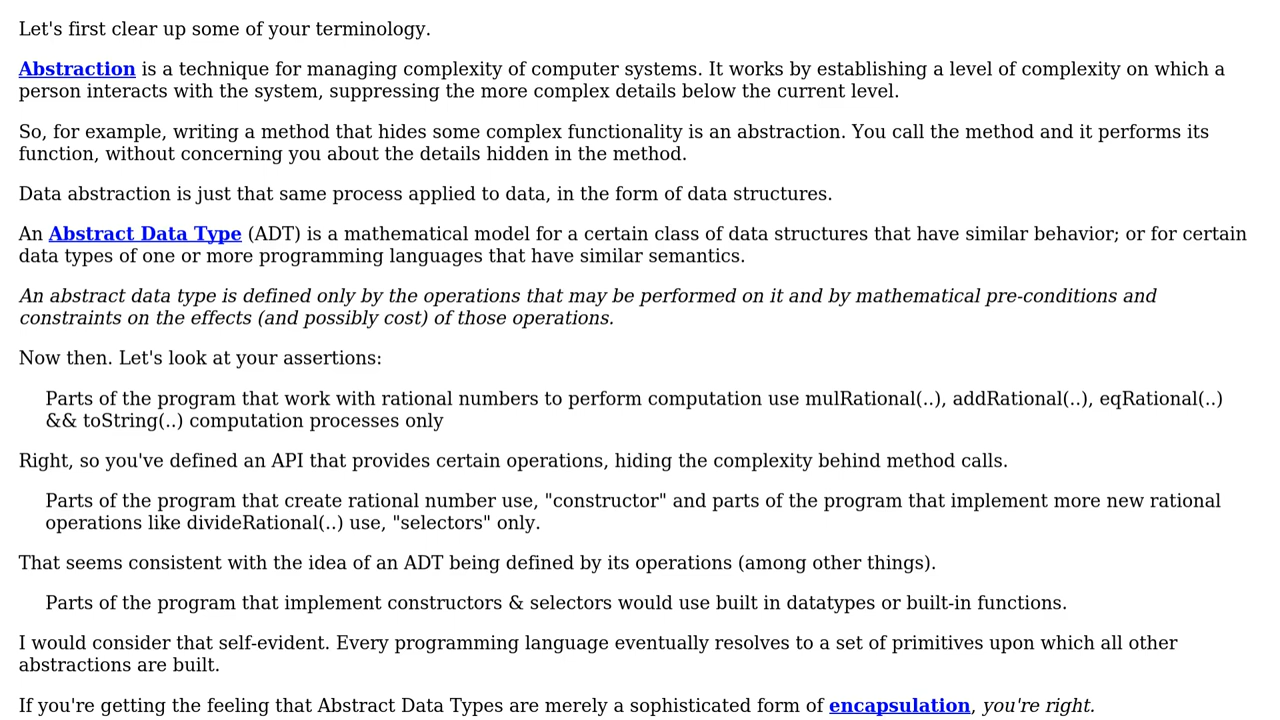 Let's first clear up some of your terminology.
Abstraction is a technique for managing complexity of computer systems. It works by establishing a level of complexity on which a
person interacts with the system, suppressing the more complex details below the current level.
So, for example, writing a method that hides some complex functionality is an abstraction. You call the method and it performs its
function, without concerning you about the details hidden in the method.
Data abstraction is just that same process applied to data, in the form of data structures.
An Abstract Data Type (ADT) is a mathematical model for a certain class of data structures that have similar behavior; or for certain
data types of one or more programming languages that have similar semantics.
An abstract data type is defined only by the operations that may be performed on it and by mathematical pre-conditions and
constraints on the effects (and possibly cost) of those operations.
Now then. Let's look at your assertions:
Parts of the program that work with rational numbers to perform computation use mulRational(..), addRational(..), eqRational(..)
&& toString(..) computation processes only
Right, so you've defined an API that provides certain operations, hiding the complexity behind method calls.
Parts of the program that create rational number use, "constructor" and parts of the program that implement more new rational
operations like divideRational(..) use, "selectors" only.
That seems consistent with the idea of an ADT being defined by its operations (among other things).
Parts of the program that implement constructors & selectors would use built in datatypes or built-in functions.
I would consider that self-evident. Every programming language eventually resolves to a set of primitives upon which all other
abstractions are built.
If you're getting the feeling that Abstract Data Types are merely a sophisticated form of encapsulation, you're right.